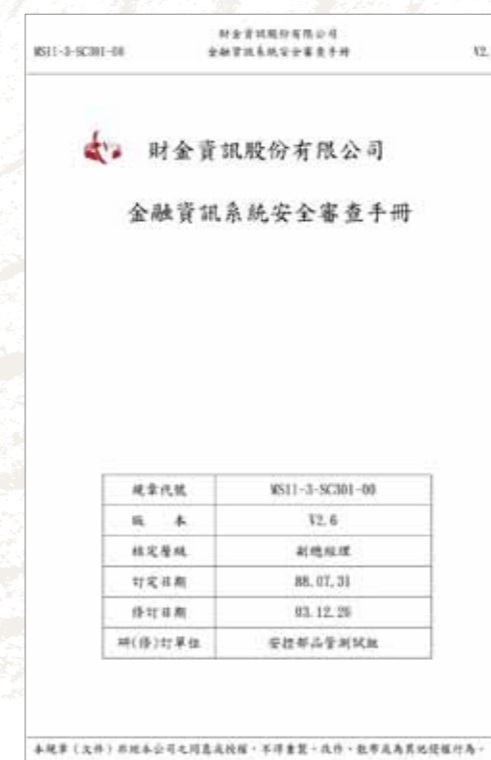 財金資訊股份有限公司
MS11-3-SC301-00 金融資訊系統安全審查手冊 V2.
財金資訊股份有限公司
金融資訊系統安全審查手冊
規章代號 MS11-3-SC301-00
版 本 V2.6
核定層級 副總經理
訂定日期 88.07.31
修訂日期 93.12.29
研(修)訂單位 安控部品管測試組
本規章(文件)非經本公司之同意或授權,不得重製、改作、散布或為其他侵權行為。